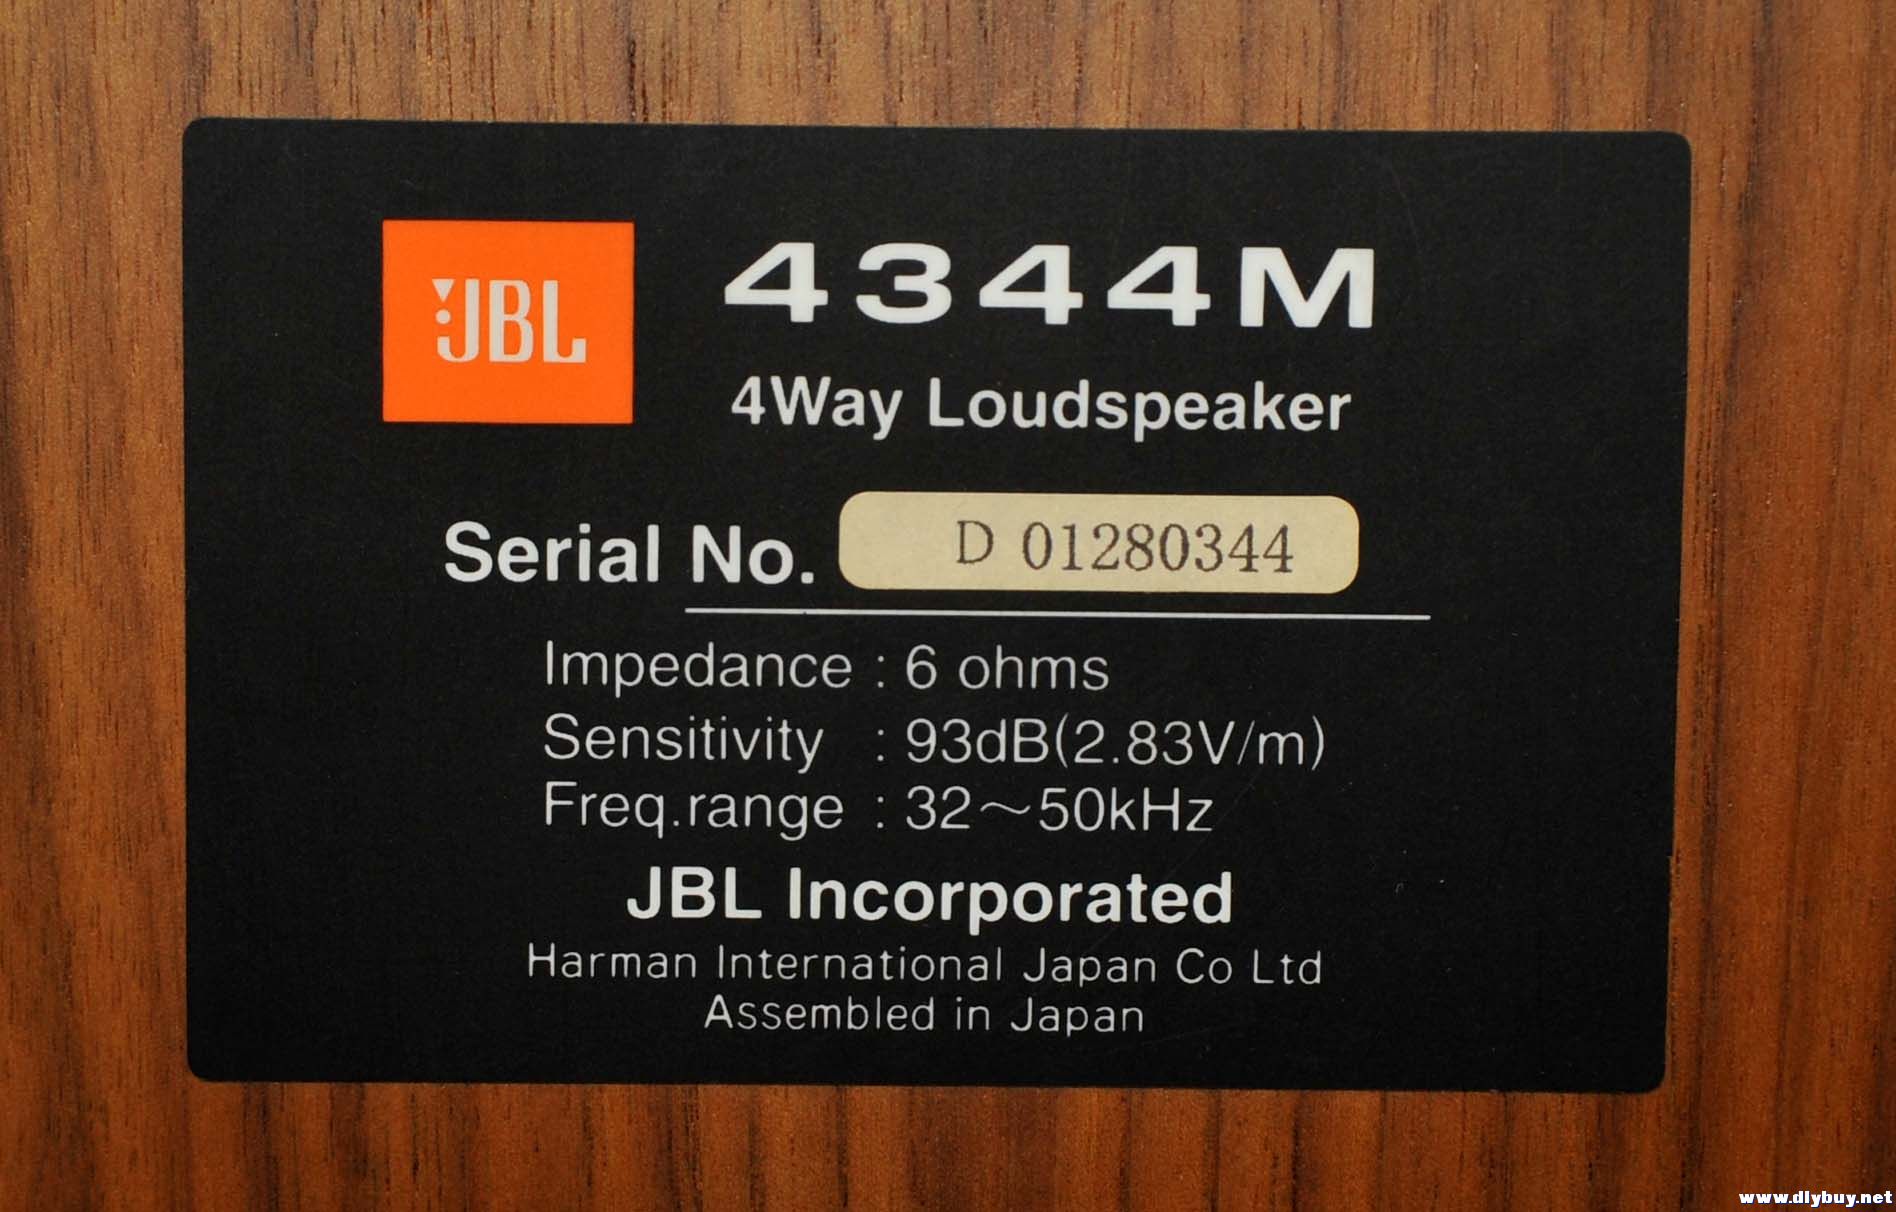 JBL
4344M
4Way Loudspeaker
Serial No. D 01280344
Impedance : 6 ohms
Sensitivity : 93dB(2.83V/m)
Freq.range : 32～50kHz
JBL Incorporated
Harman International Japan Co Ltd
Assembled in Japan
www.dlybuy.net